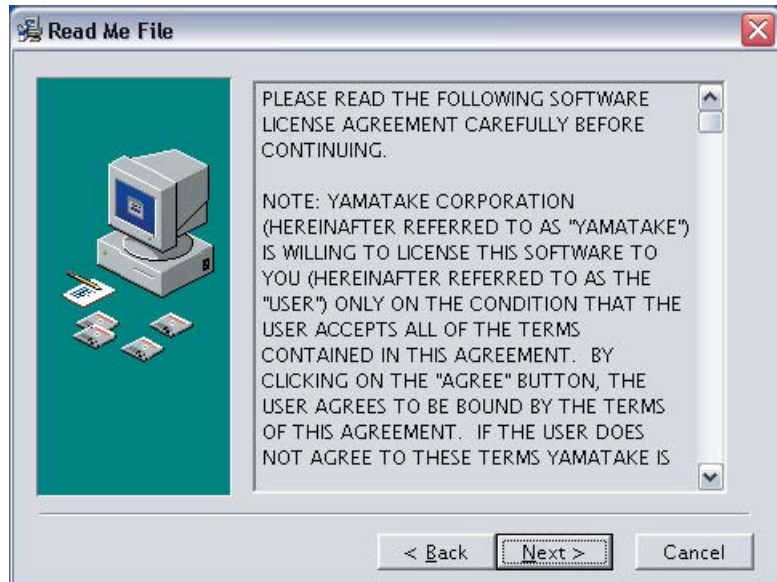 Read Me File
PLEASE READ THE FOLLOWING SOFTWARE
LICENSE AGREEMENT CAREFULLY BEFORE
CONTINUING.
NOTE: YAMATAKE CORPORATION
(HEREINAFTER REFERRED TO AS "YAMATAKE")
IS WILLING TO LICENSE THIS SOFTWARE TO
YOU (HEREINAFTER REFERRED TO AS THE
"USER") ONLY ON THE CONDITION THAT THE
USER ACCEPTS ALL OF THE TERMS
CONTAINED IN THIS AGREEMENT.  BY
CLICKING ON THE "AGREE" BUTTON, THE
USER AGREES TO BE BOUND BY THE TERMS
OF THIS AGREEMENT.  IF THE USER DOES
NOT AGREE TO THESE TERMS YAMATAKE IS
< Back Next > Cancel